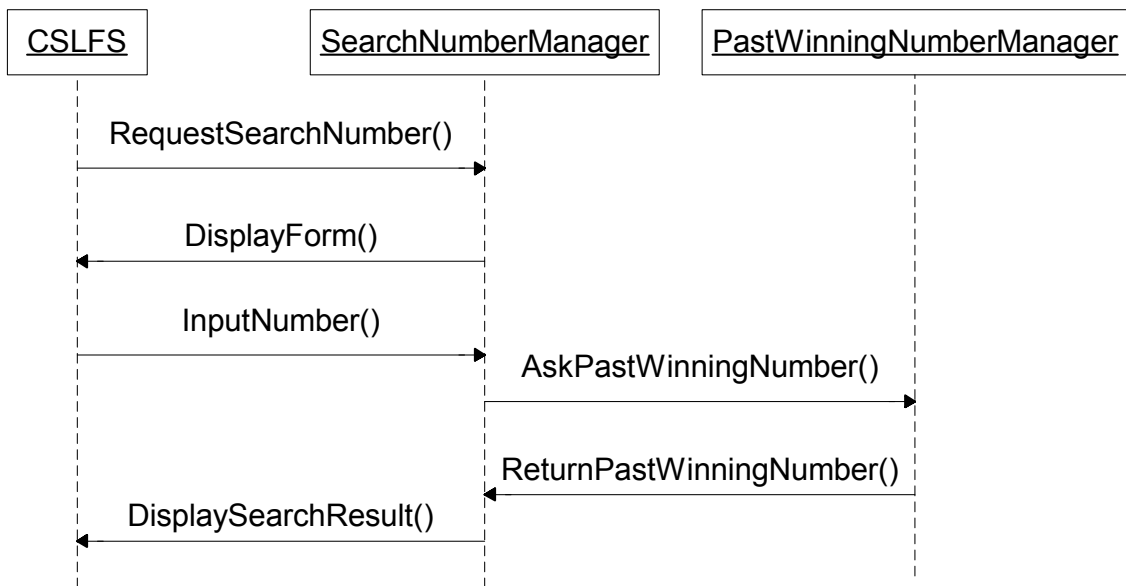 CSLFS
SearchNumberManager
PastWinningNumberManager
RequestSearchNumber()
DisplayForm()
InputNumber()
AskPastWinningNumber()
ReturnPastWinningNumber()
DisplaySearchResult()